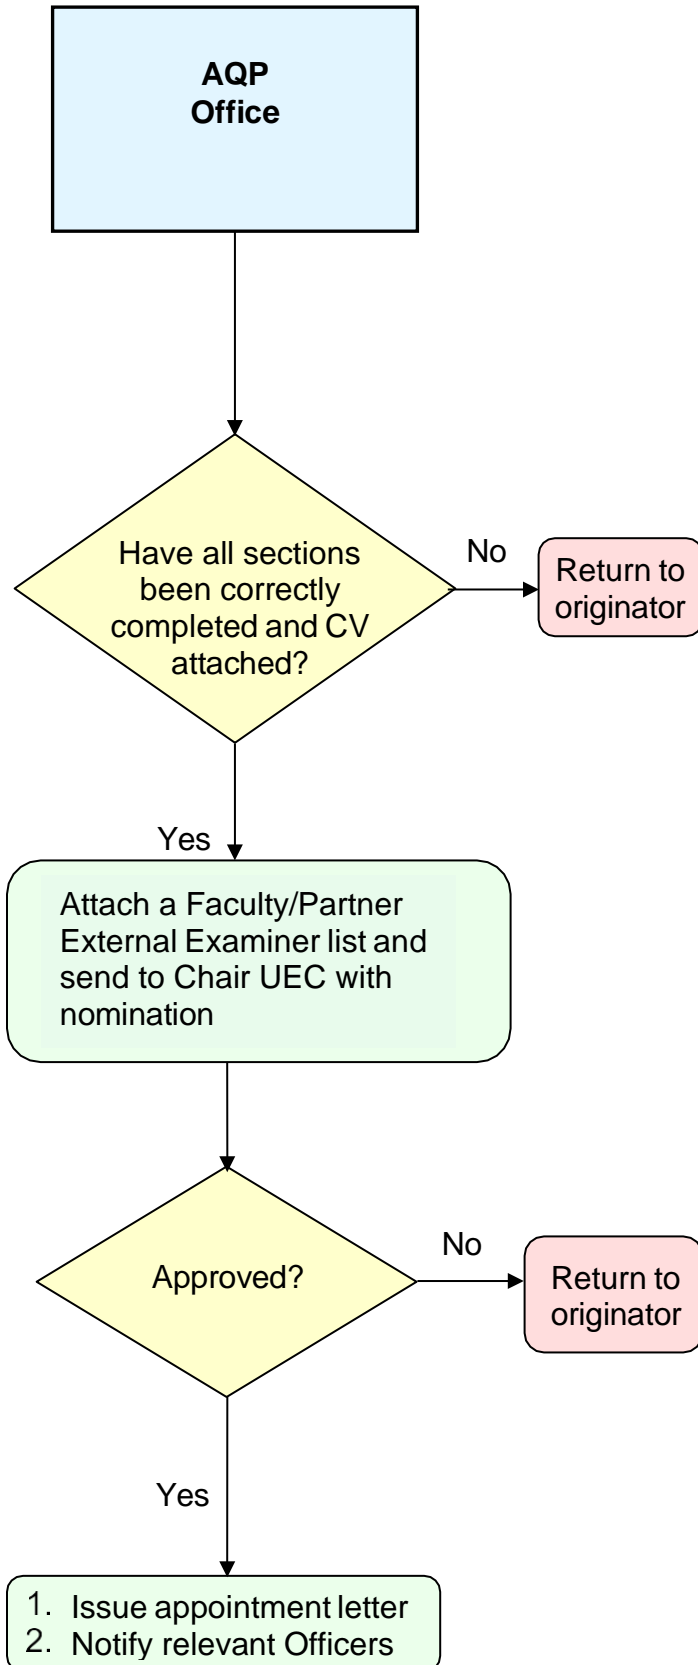 AQP
Office
Have all sections
been correctly
completed and CV
attached?
No
Return to
originator
Yes
Attach a Faculty/Partner
External Examiner list and
send to Chair UEC with
nomination
Approved?
No
Return to
originator
Yes
1. Issue appointment letter
2. Notify relevant Officers